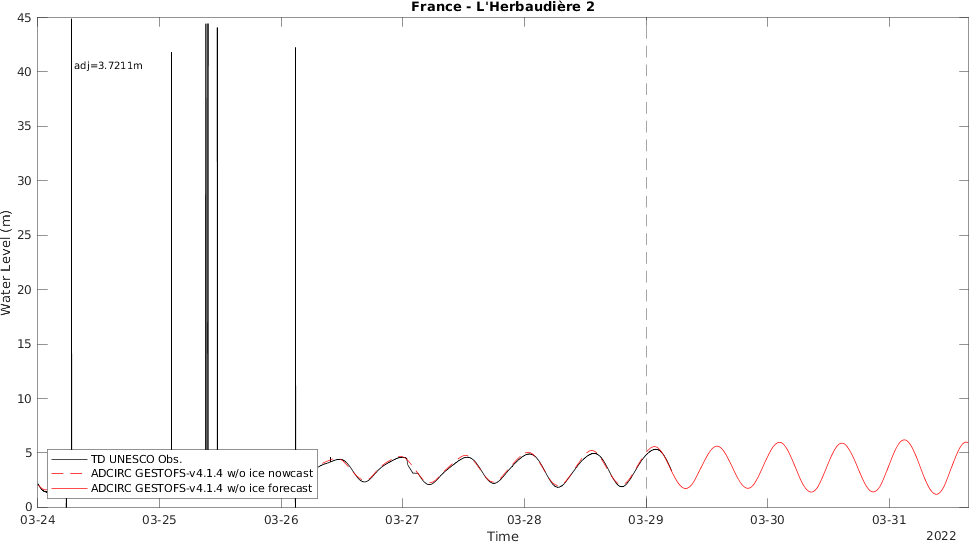 France - L'Herbaudière 2
45
adj=3.7211m
40
35
30
25
20
15
10
5
0
Water Level (m)
TD UNESCO Obs.
ADCIRC GESTOFS-v4.1.4 w/o ice nowcast
ADCIRC GESTOFS-v4.1.4 w/o ice forecast
03-24 03-25 03-26 03-27 03-28 03-29 03-30 03-31
Time
2022